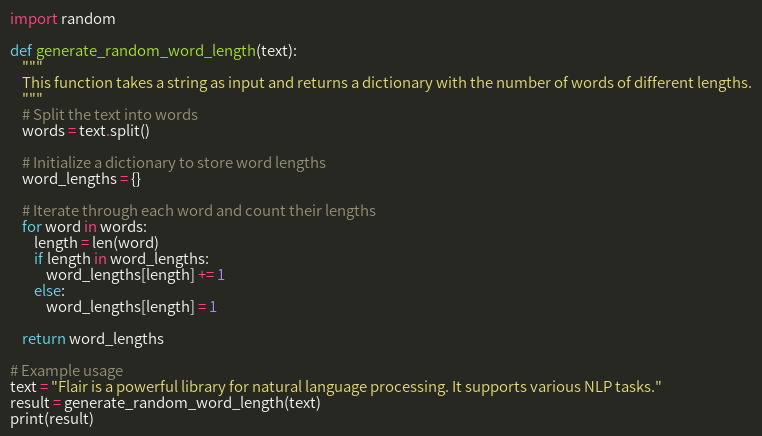 import random

def generate_random_word_length(text):
    """
    This function takes a string as input and returns a dictionary with the number of words of different lengths.
    """
    # Split the text into words
    words = text.split()

    # Initialize a dictionary to store word lengths
    word_lengths = {}

    # Iterate through each word and count their lengths
    for word in words:
        length = len(word)
        if length in word_lengths:
            word_lengths[length] += 1
        else:
            word_lengths[length] = 1

    return word_lengths

# Example usage
text = "Flair is a powerful library for natural language processing. It supports various NLP tasks."
result = generate_random_word_length(text)
print(result)